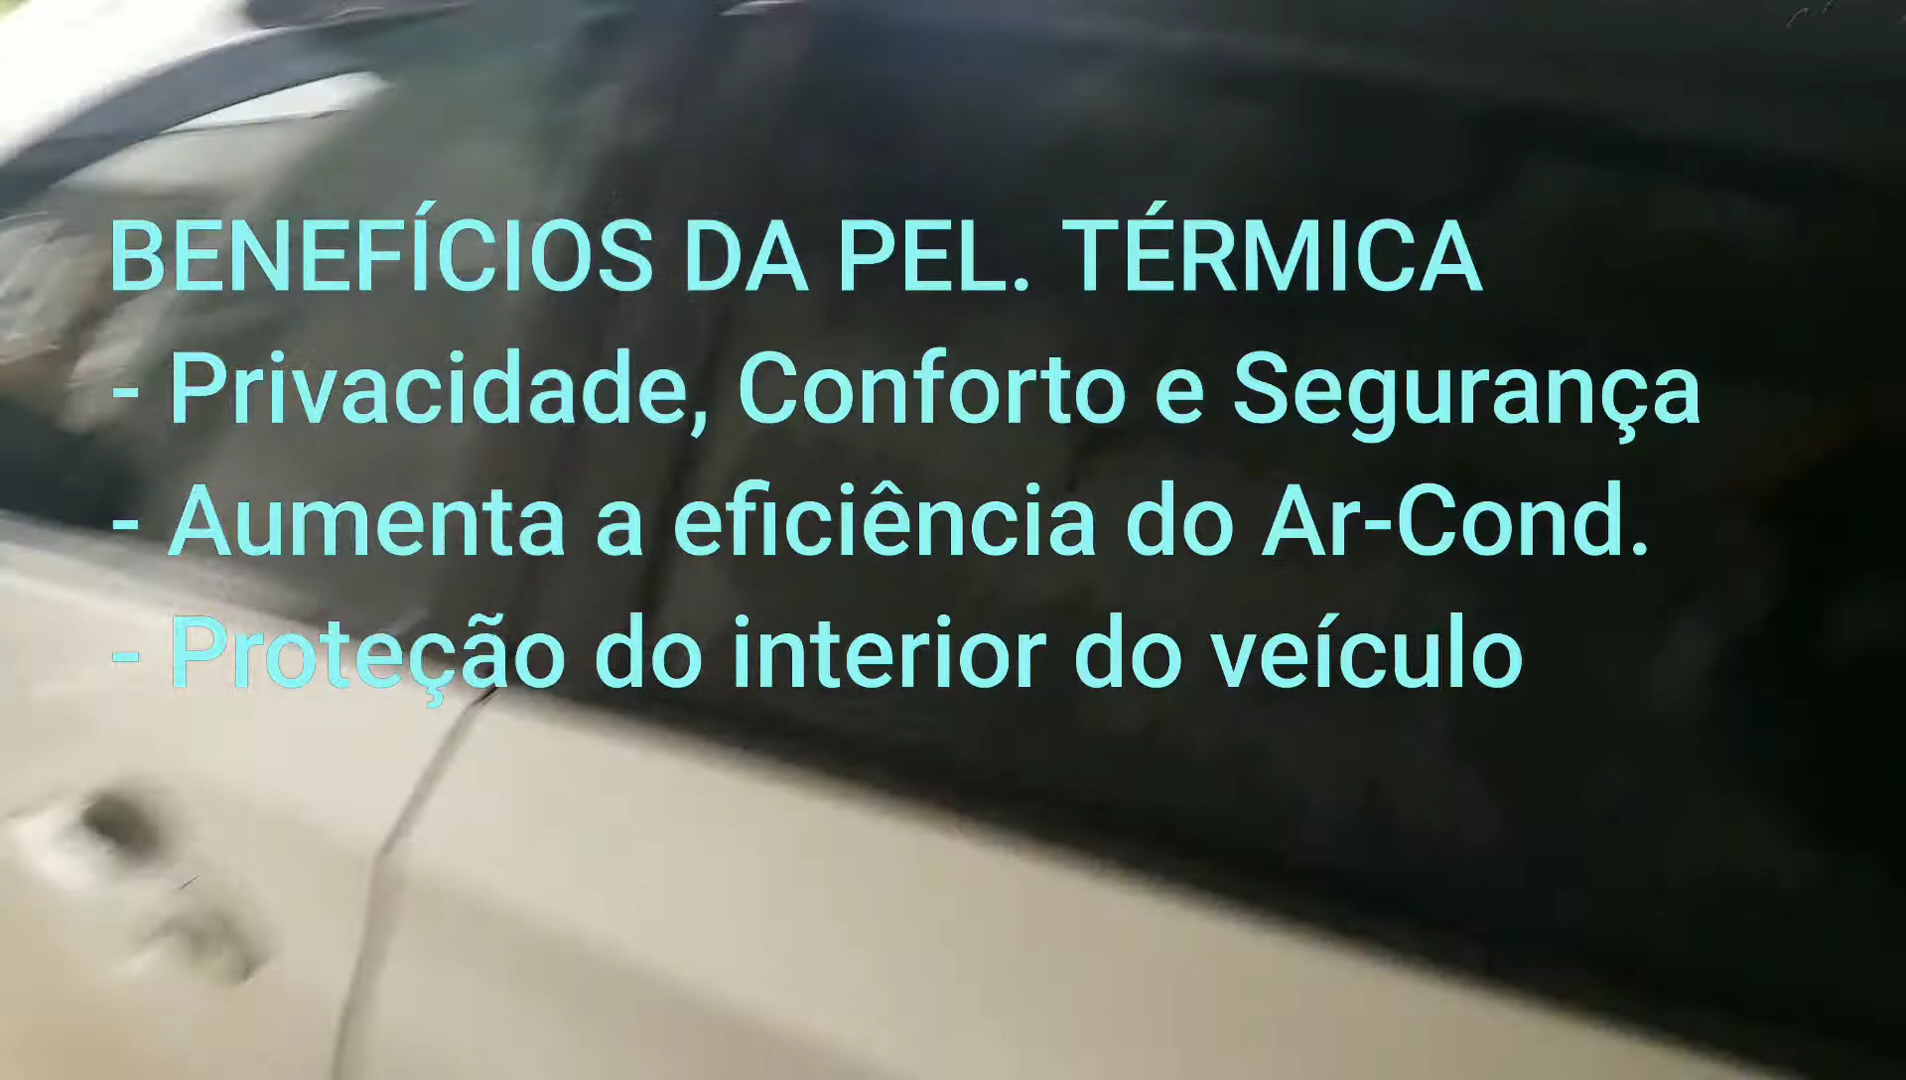 BENEFÍCIOS DA PEL. TÉRMICA
- Privacidade, Conforto e Segurança
- Aumenta a eficiência do Ar-Cond.
- Proteção do interior do veículo